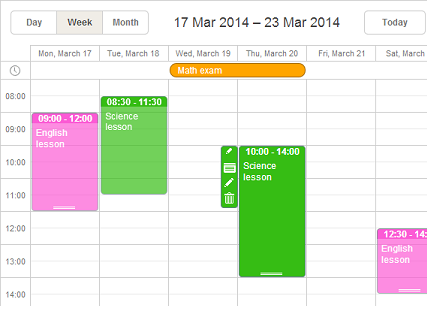 Day Week Month 17 Mar 2014 – 23 Mar 2014 Today
Mon, March 17 Tue, March 18 Wed, March 19 Thu, March 20 Fri, March 21 Sat, March
Math exam
08:00
09:00
10:00
11:00
12:00
13:00
14:00
09:00 - 12:00
English
lesson
08:30 - 11:30
Science
lesson
10:00 - 14:00
Science
lesson
12:30 - 14:
English
lesson